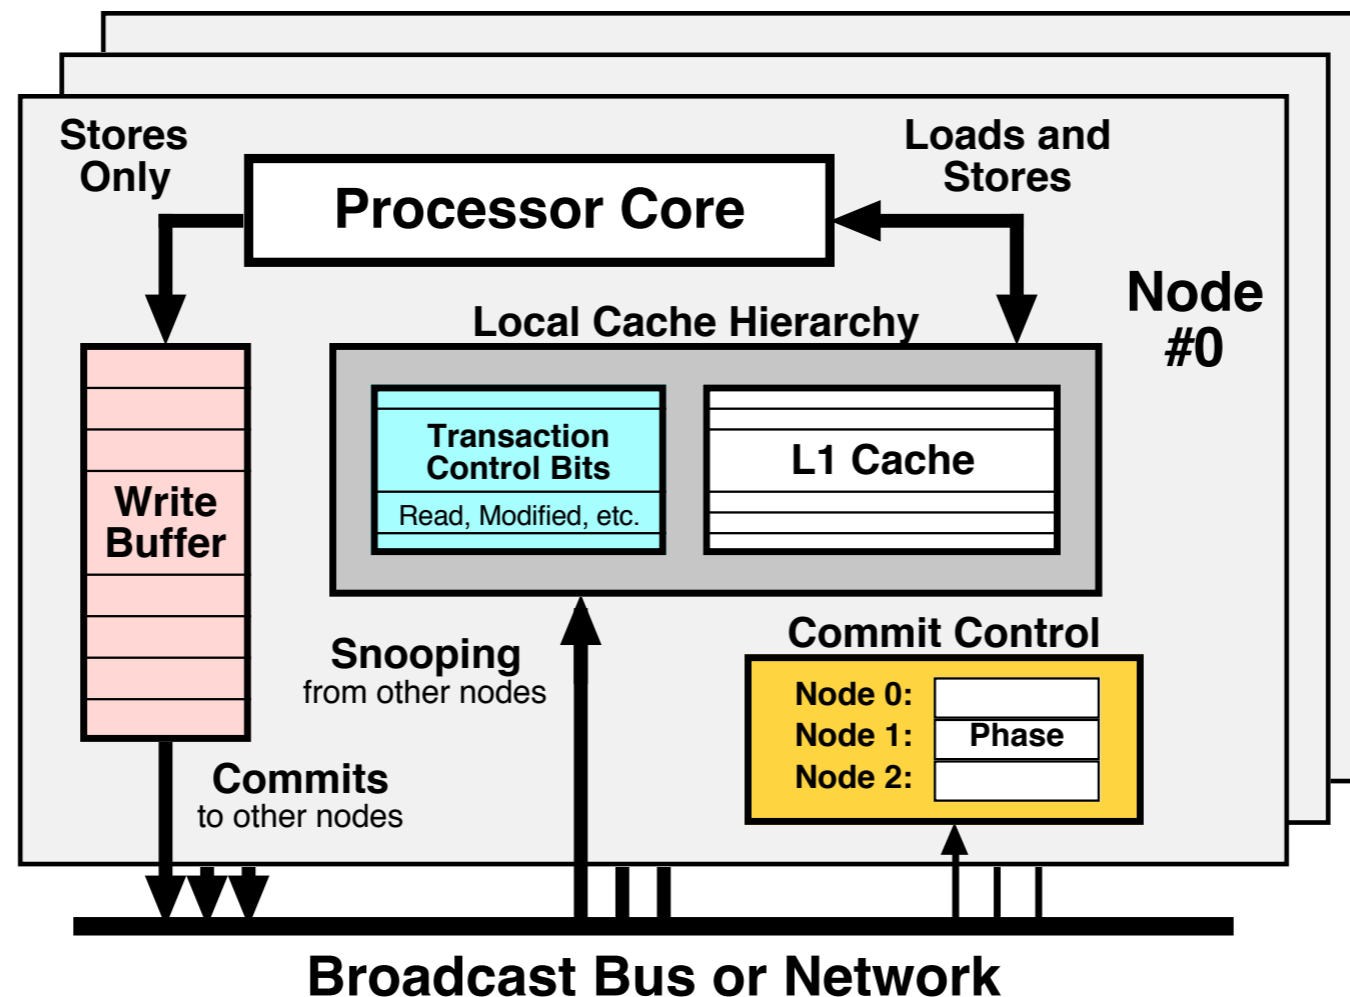 Stores
Only
Loads and
Stores
Processor Core
Node
#0
Local Cache Hierarchy
Transaction
Control Bits
Read, Modified, etc.
L1 Cache
Write
Buffer
Snooping
from other nodes
Commit Control
Node 0:
Node 1: Phase
Node 2:
Commits
to other nodes
Broadcast Bus or Network